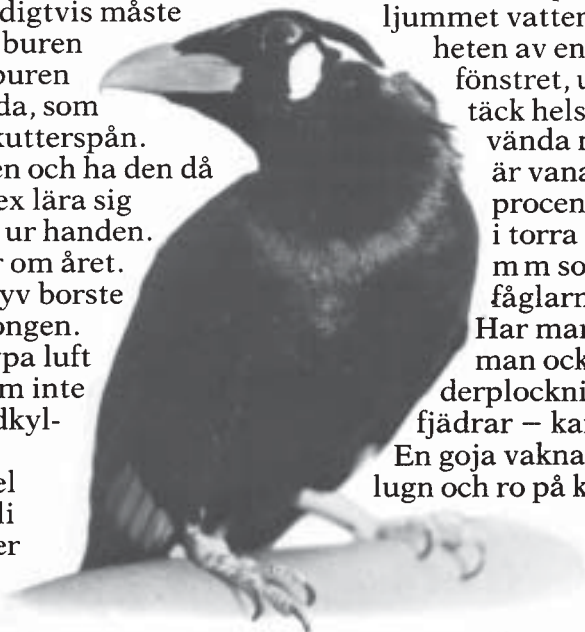 digtvis måste
buren
buren
da, som
kutterspån.
en och ha den då
ex lära sig
ur handen.
r om året.
yv borste
ongen.
pa luft
m inte
dkyl-
el
li
er
ljummet vatten
heten av en
fönstret, u
täck hels
vända n
är vana
procen
i torra
mm so
fåglarn
Har man
man ock
derplockni
fjädrar – kan
En goja vakna
lugn och ro på k